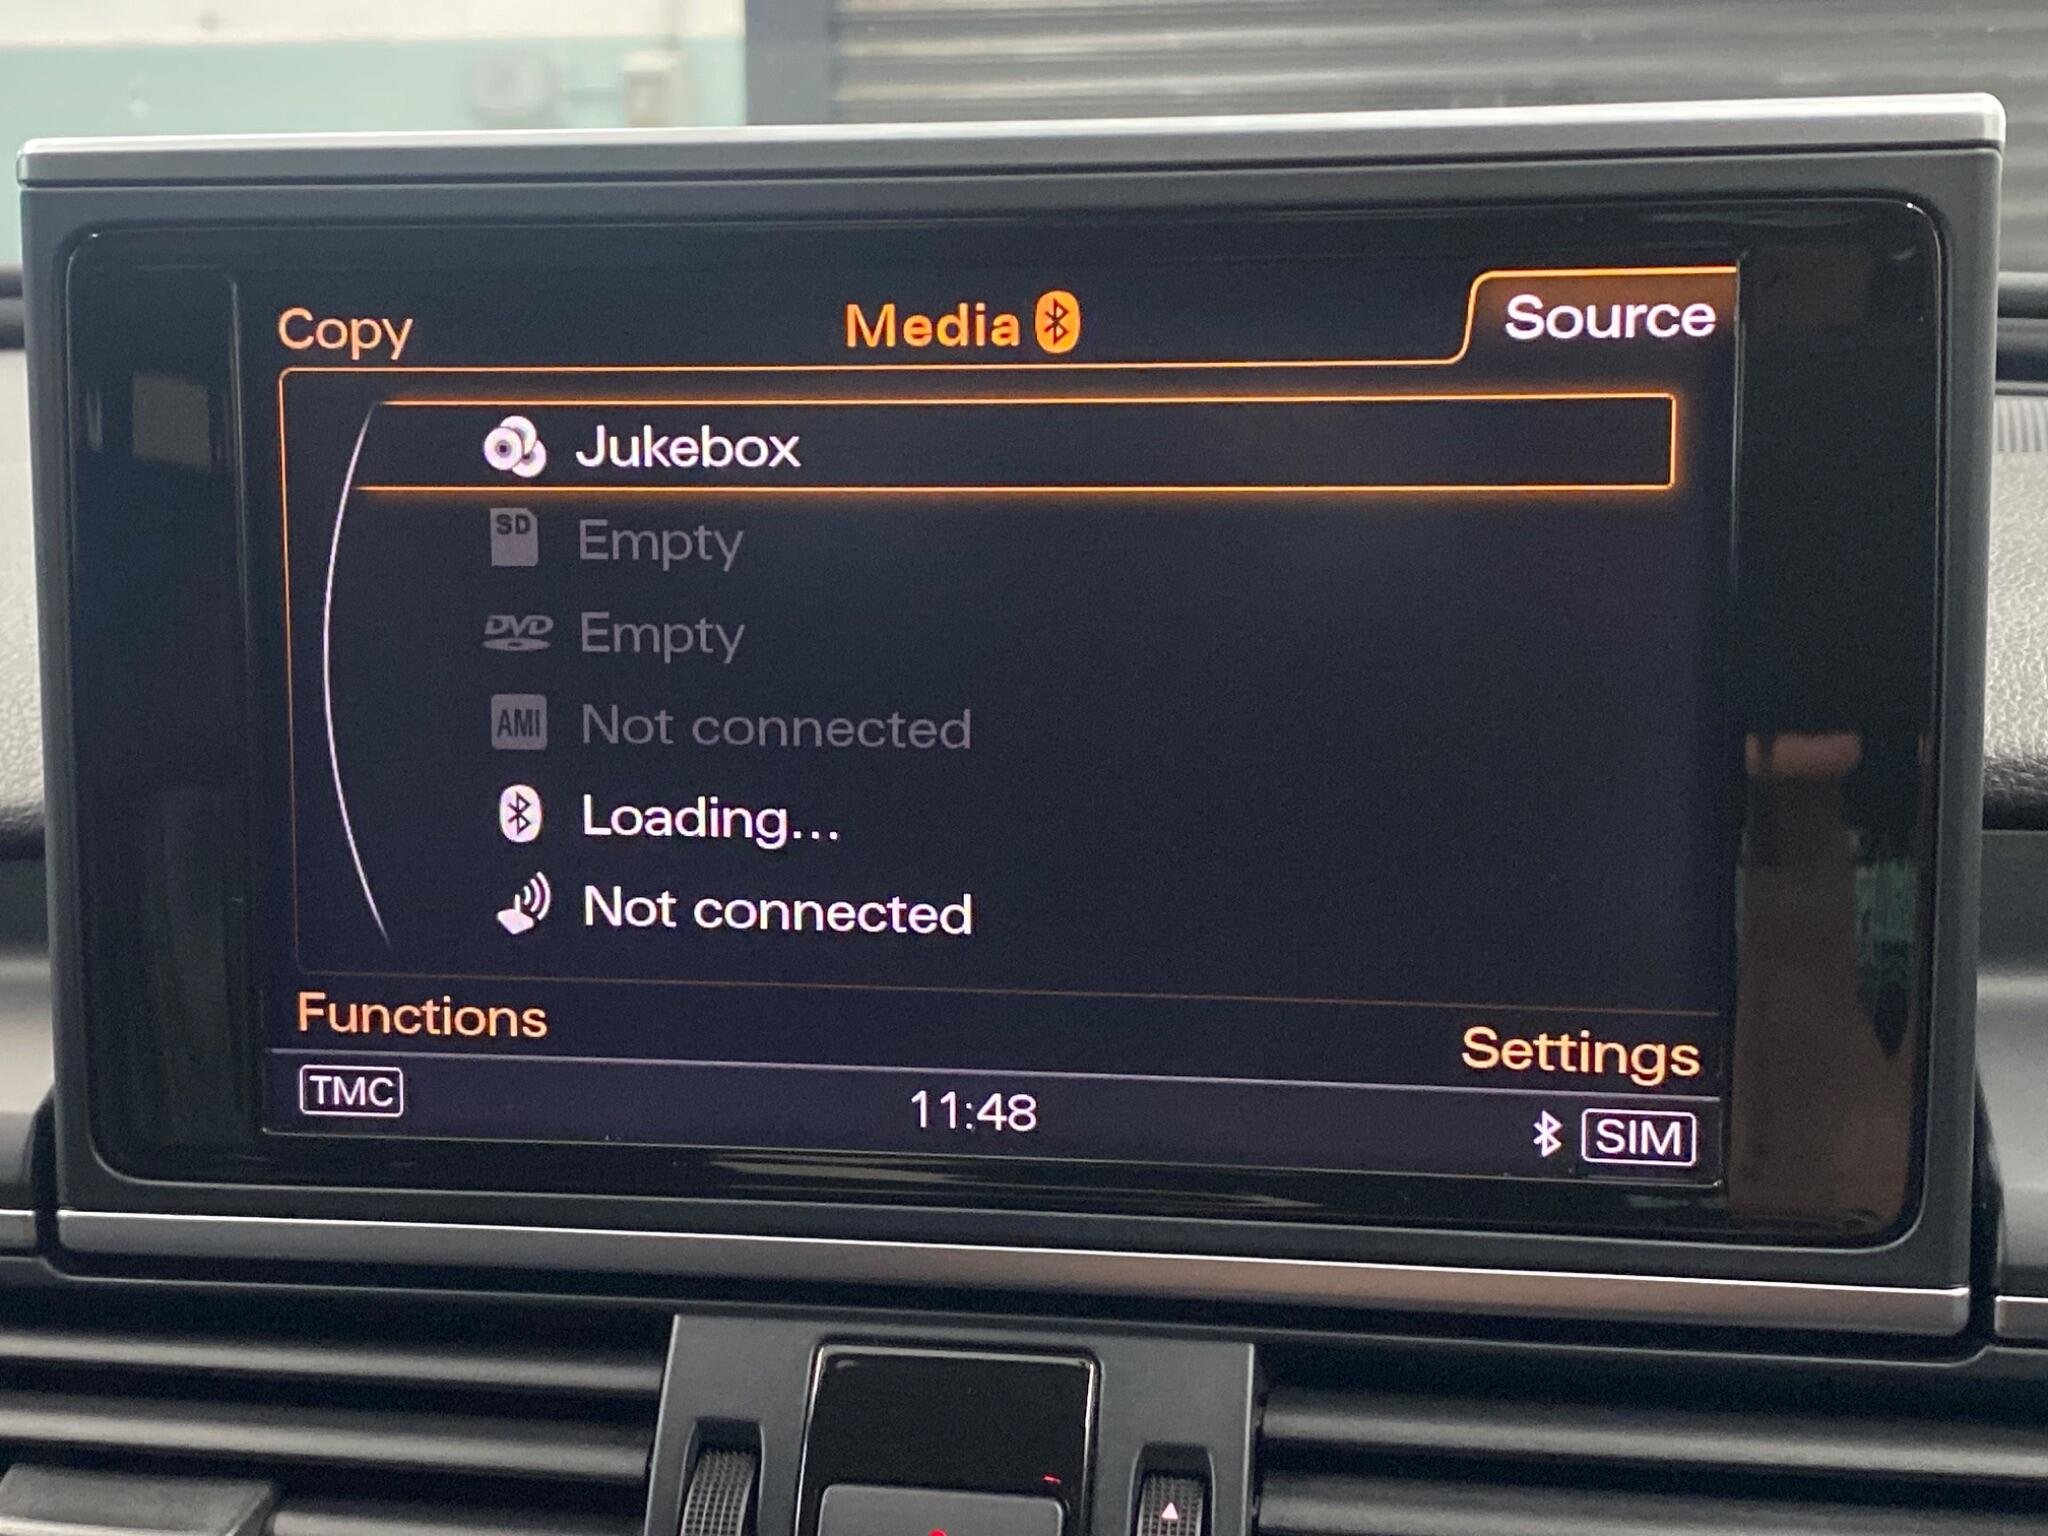 Copy
Media
Source
Jukebox
SD Empty
DVD Empty
AMI Not connected
Loading...
Not connected
Functions
Settings
TMC
11:48
SIM